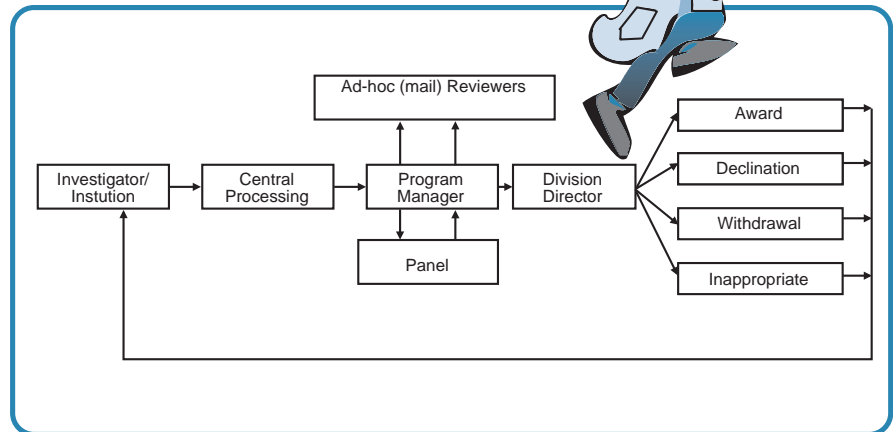 Ad-hoc (mail) Reviewers
Award
Declination
Investigator/
Instution
Central
Processing
Program
Manager
Division
Director
Withdrawal
Panel
Inappropriate